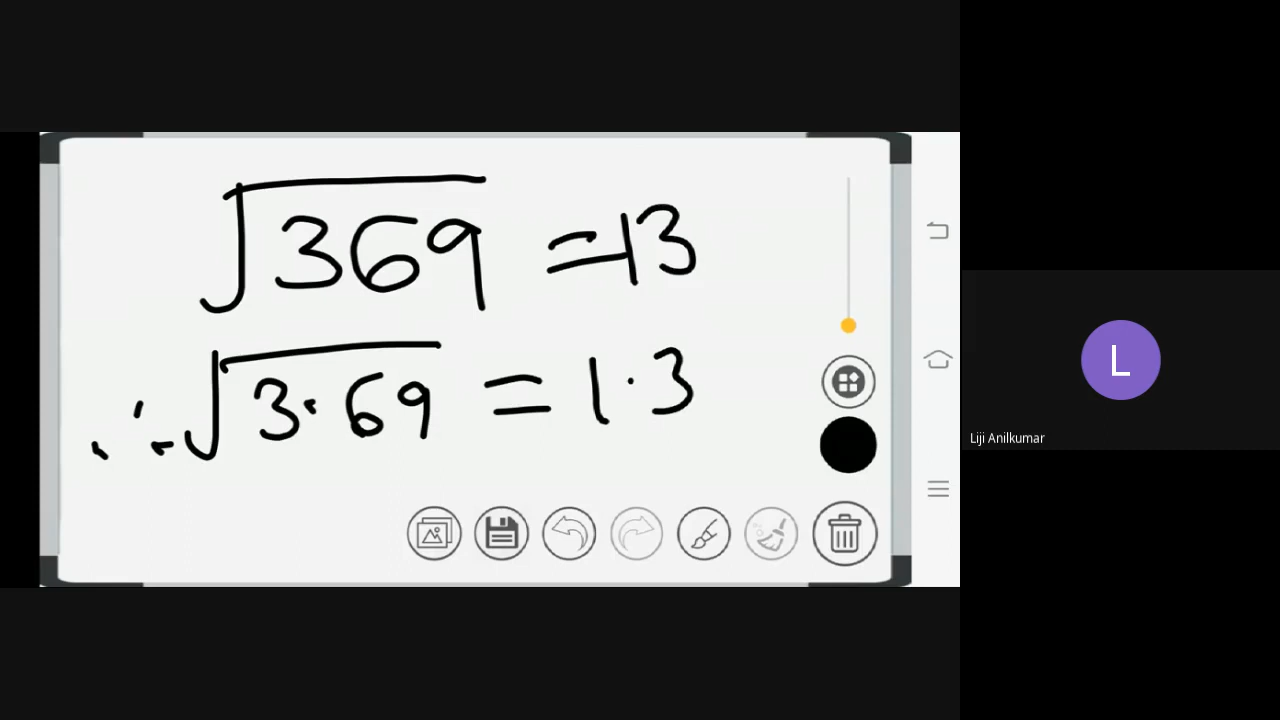 √369 = 13
∴ √3.69 = 1.3
L
Liji Anilkumar